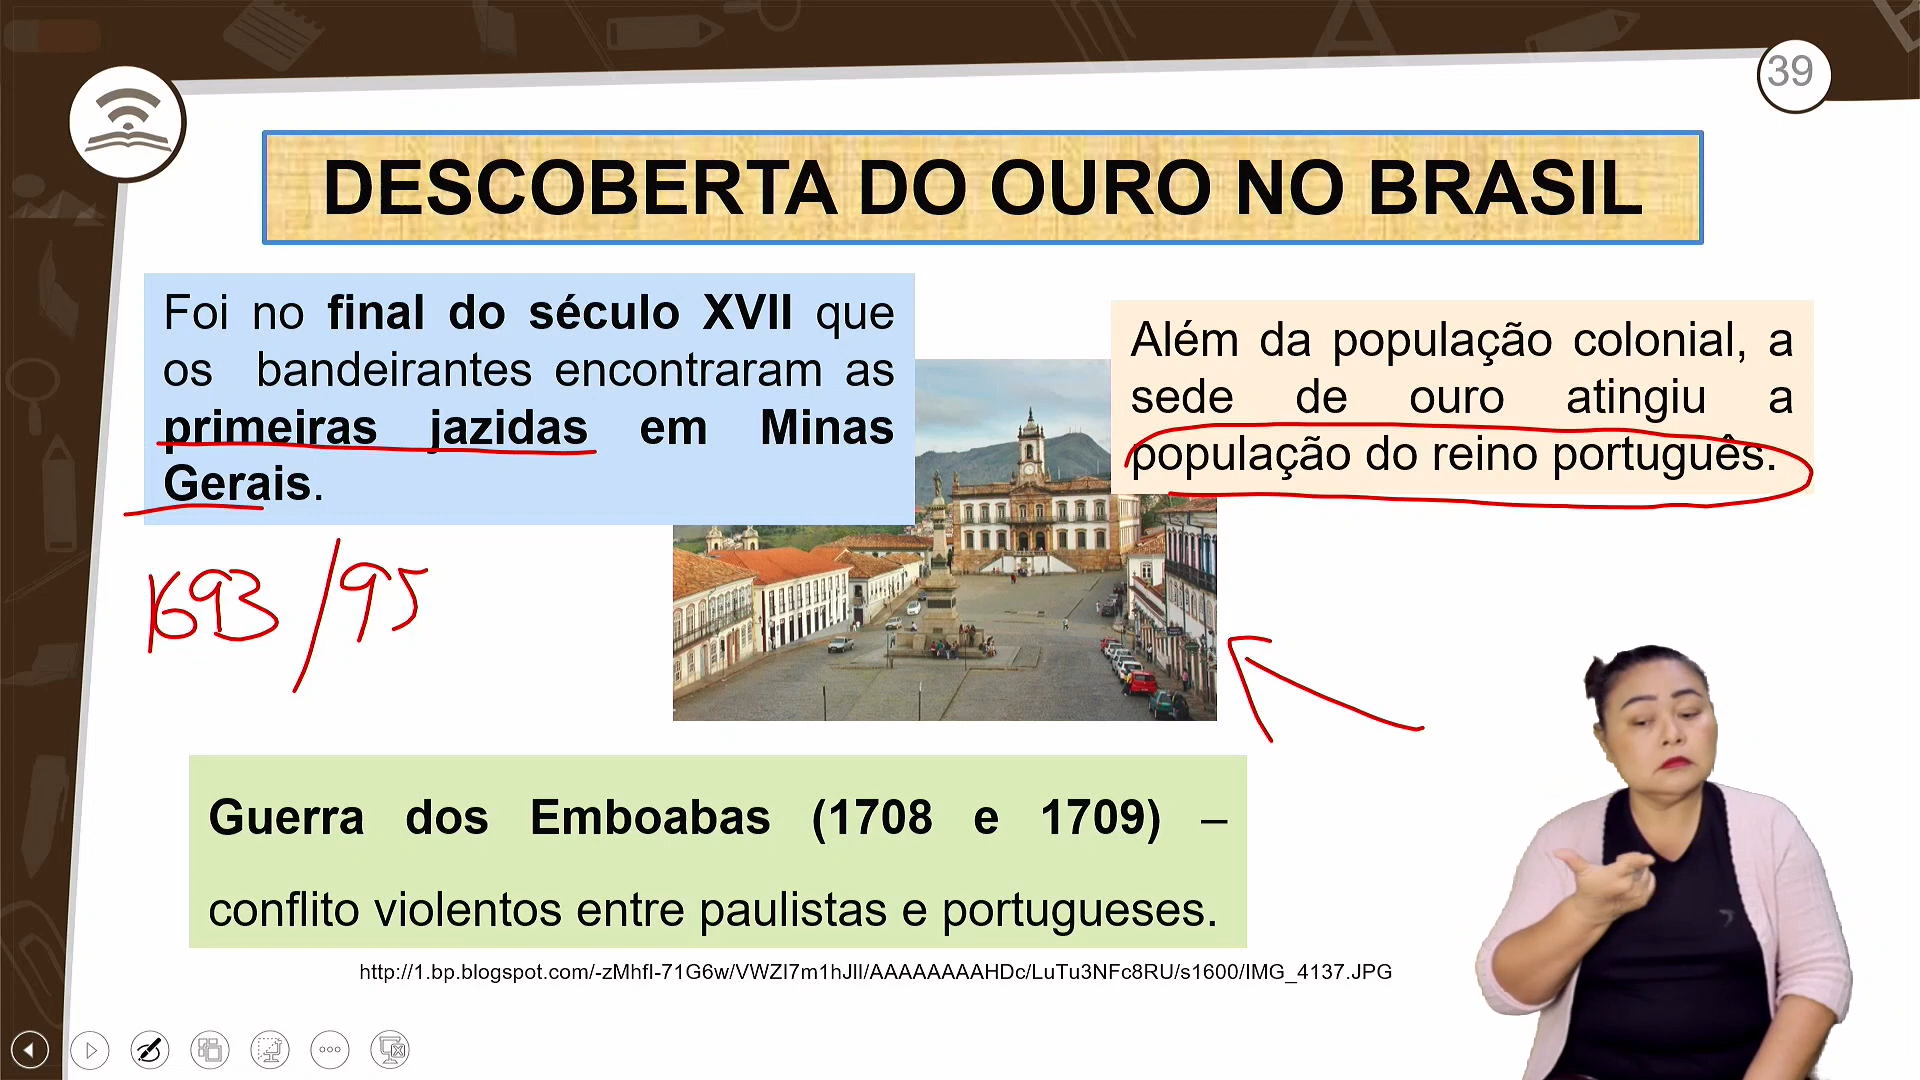 39
DESCOBERTA DO OURO NO BRASIL
Foi no final do século XVII que
os bandeirantes encontraram as
primeiras jazidas em Minas
Gerais.
Além da população colonial, a
sede de ouro atingiu a
população do reino português.
1693/95
Guerra dos Emboabas (1708 e 1709) –
conflito violentos entre paulistas e portugueses.
http://1.bp.blogspot.com/-zMhfI-71G6w/VWZI7m1hJlI/AAAAAAAAHDc/LuTu3NFc8RU/s1600/IMG_4137.JPG